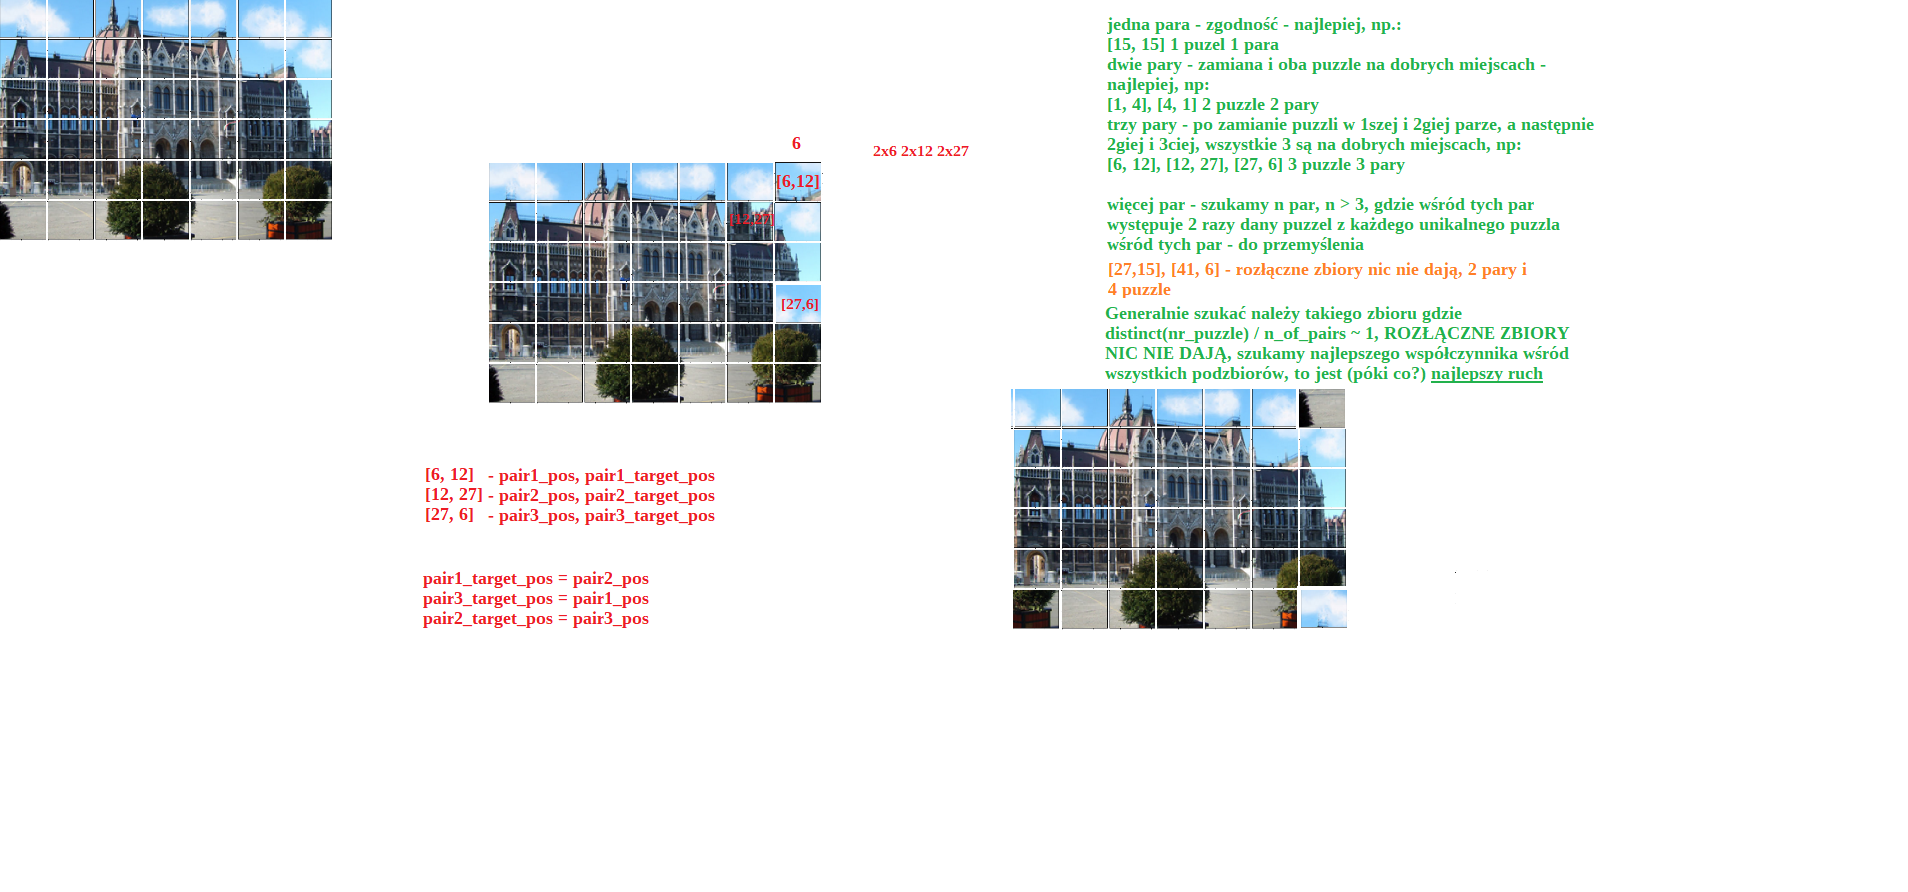 jedna para - zgodność - najlepiej, np.:
[15, 15] 1 puzel 1 para
dwie pary - zamiana i oba puzzle na dobrych miejscach -
najlepiej, np:
[1, 4], [4, 1] 2 puzzle 2 pary
trzy pary - po zamianie puzzli w 1szej i 2giej parze, a następnie
2giej i 3ciej, wszystkie 3 są na dobrych miejscach, np:
[6, 12], [12, 27], [27, 6] 3 puzzle 3 pary
więcej par - szukamy n par, n > 3, gdzie wśród tych par
występuje 2 razy dany puzzel z każdego unikalnego puzzla
wśród tych par - do przemyślenia
[27,15], [41, 6] - rozłączne zbiory nic nie dają, 2 pary i
4 puzzle
Generalnie szukać należy takiego zbioru gdzie
distinct(nr_puzzle) / n_of_pairs ~ 1, ROZŁĄCZNE ZBIORY
NIC NIE DAJĄ, szukamy najlepszego współczynnika wśród
wszystkich podzbiorów, to jest (póki co?) najlepszy ruch
6
2x6 2x12 2x27
[6,12]
[12,27]
[27,6]
[6, 12] - pair1_pos, pair1_target_pos
[12, 27] - pair2_pos, pair2_target_pos
[27, 6] - pair3_pos, pair3_target_pos
pair1_target_pos = pair2_pos
pair3_target_pos = pair1_pos
pair2_target_pos = pair3_pos